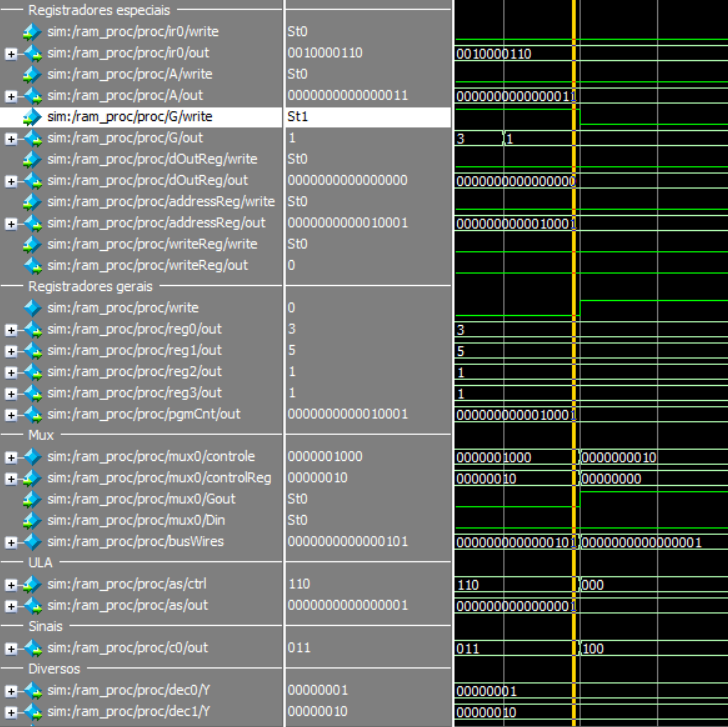 Registradores especiais
sim:/ram_proc/proc/ir0/write St0
sim:/ram_proc/proc/ir0/out 0010000110 0010000110
sim:/ram_proc/proc/A/write St0
sim:/ram_proc/proc/A/out 0000000000000011 000000000000001
sim:/ram_proc/proc/G/write St1
sim:/ram_proc/proc/G/out 1 3 1
sim:/ram_proc/proc/dOutReg/write St0
sim:/ram_proc/proc/dOutReg/out 0000000000000000 0000000000000000
sim:/ram_proc/proc/addressReg/write St0
sim:/ram_proc/proc/addressReg/out 0000000000010001 000000000001000
sim:/ram_proc/proc/writeReg/write St0
sim:/ram_proc/proc/writeReg/out 0
Registradores gerais
sim:/ram_proc/proc/write 0
sim:/ram_proc/proc/reg0/out 3 3
sim:/ram_proc/proc/reg1/out 5 5
sim:/ram_proc/proc/reg2/out 1 1
sim:/ram_proc/proc/reg3/out 1 1
sim:/ram_proc/proc/pgmCnt/out 0000000000010001 000000000001000
Mux
sim:/ram_proc/proc/mux0/controle 0000001000 0000001000 0000000010
sim:/ram_proc/proc/mux0/controlReg 00000010 00000010 00000000
sim:/ram_proc/proc/mux0/Gout St0
sim:/ram_proc/proc/mux0/Din St0
sim:/ram_proc/proc/busWires 0000000000000101 000000000000010 0000000000000001
ULA
sim:/ram_proc/proc/as/ctrl 110 110 000
sim:/ram_proc/proc/as/out 0000000000000001 000000000000000
Sinais
sim:/ram_proc/proc/c0/out 011 011 100
Diversos
sim:/ram_proc/proc/dec0/Y 00000001 00000001
sim:/ram_proc/proc/dec1/Y 00000010 00000010